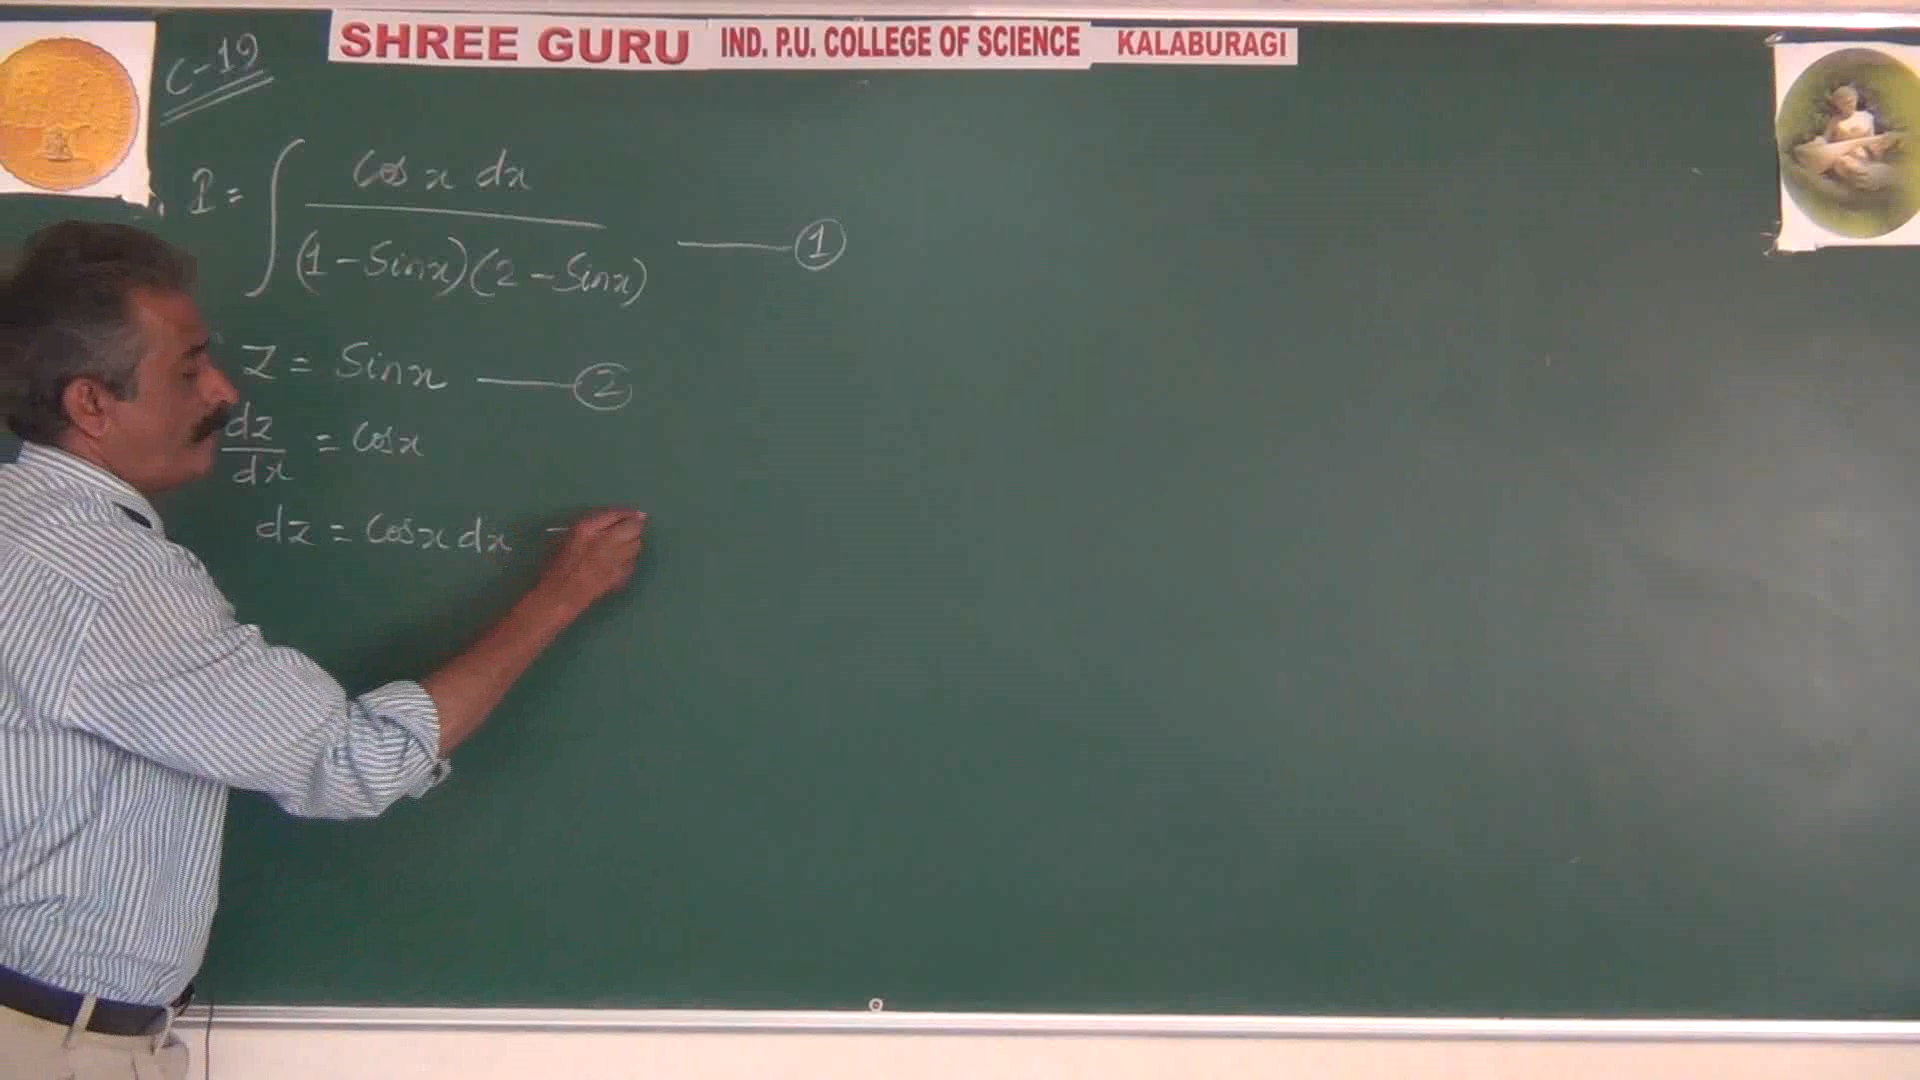 SHREE GURU IND. P.U. COLLEGE OF SCIENCE KALABURAGI
C-19
I = ∫ Cos x dx / (1 - Sinx)(2 - Sinx) —— ①
Z = Sinx —— ②
dz/dx = Cosx
dz = Cosx dx —